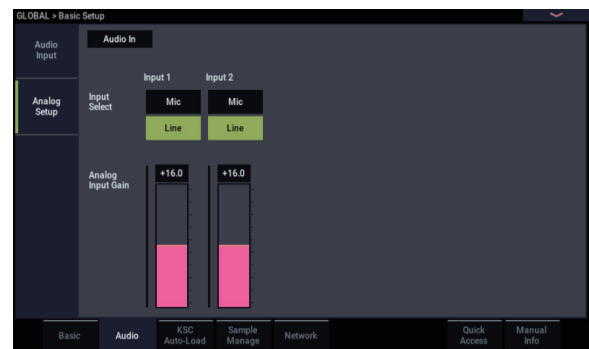 GLOBAL > Basic Setup
Audio
Input
Audio In
Input 1
Input 2
Analog
Setup
Input
Select
Mic
Mic
Line
Line
Analog
Input Gain
+16.0
+16.0
Basic
Audio
KSC
Auto-Load
Sample
Manage
Network
Quick
Access
Manual
Info